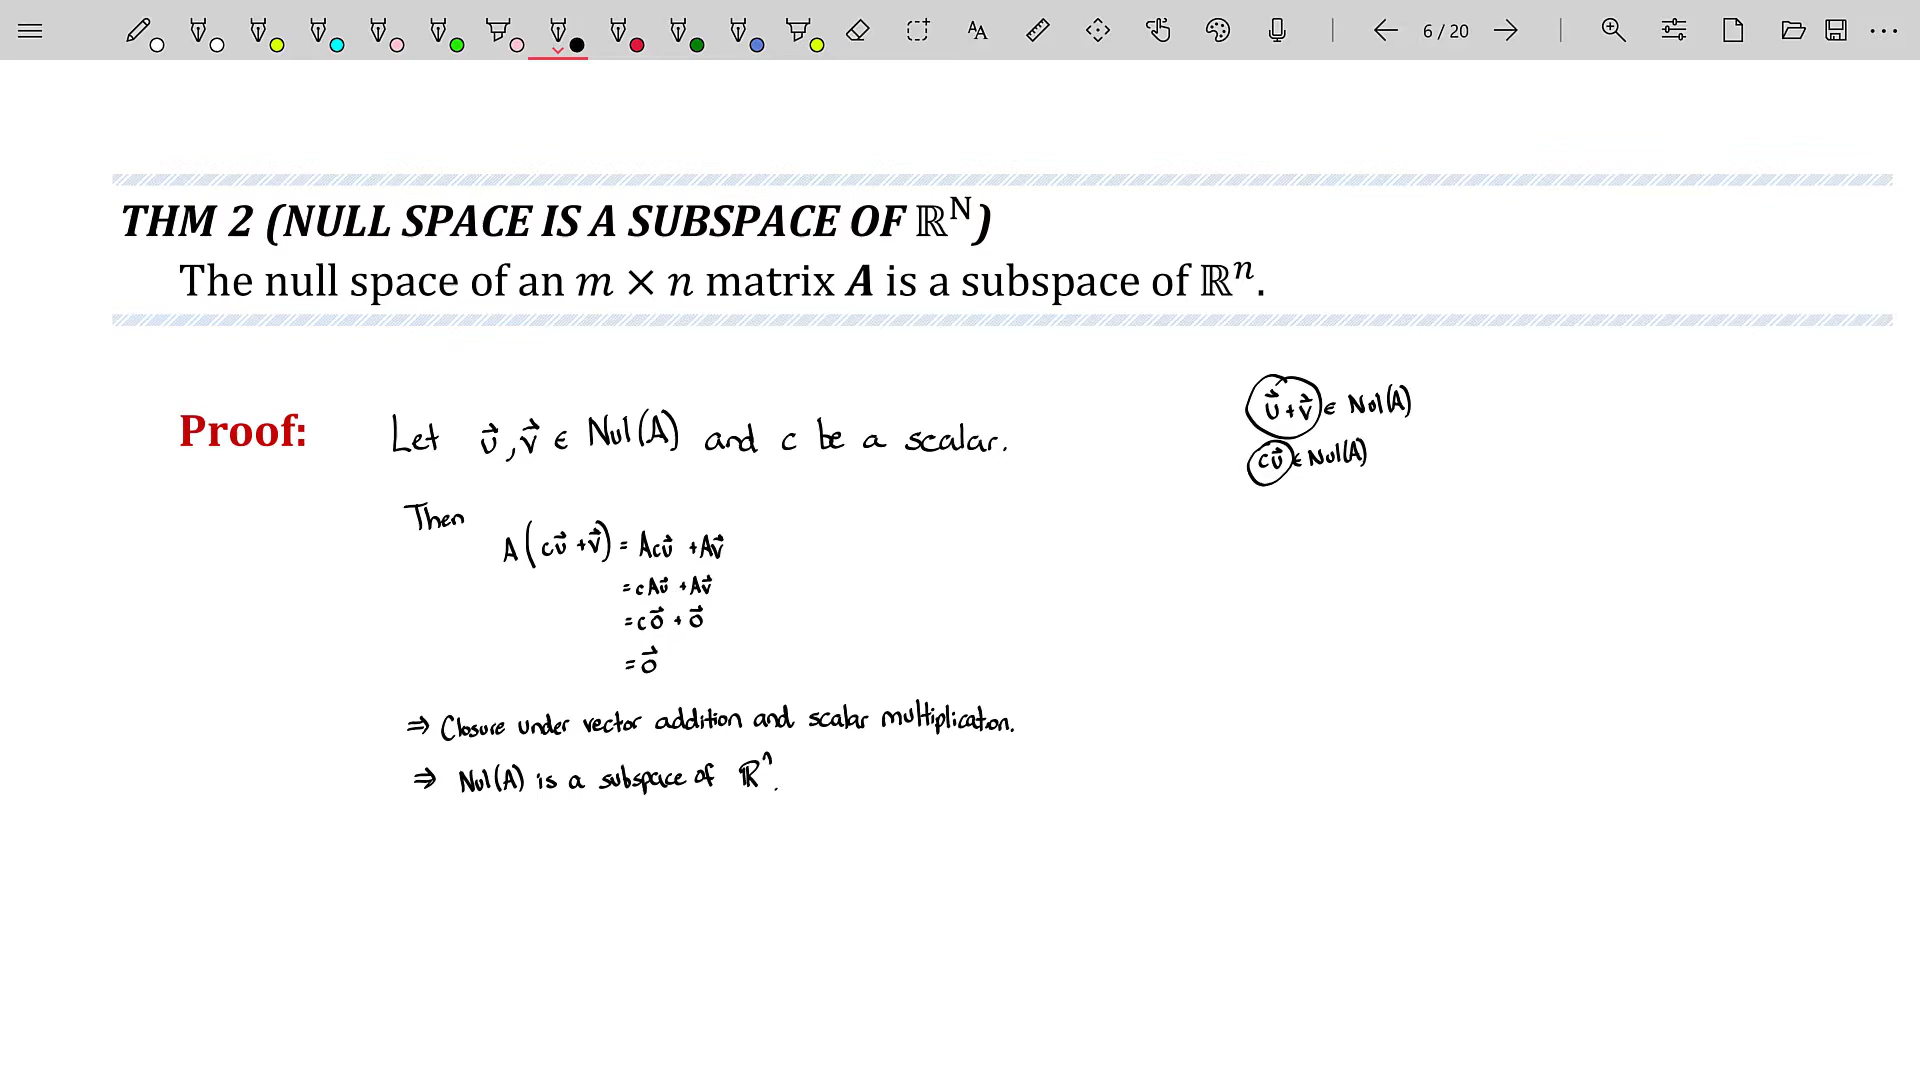 6 / 20
THM 2 (NULL SPACE IS A SUBSPACE OF ℝᴺ)
The null space of an m × n matrix A is a subspace of ℝⁿ.
Proof:
Let u⃗, v⃗ ∈ Nul(A) and c be a scalar.
u⃗ + v⃗ ∈ Nul(A)
cu⃗ ∈ Nul(A)
Then
A(cu⃗ + v⃗) = Acu⃗ + Av⃗
= cAu⃗ + Av⃗
= c0⃗ + 0⃗
= 0⃗
⇒ Closure under vector addition and scalar multiplication.
⇒ Nul(A) is a subspace of ℝⁿ.